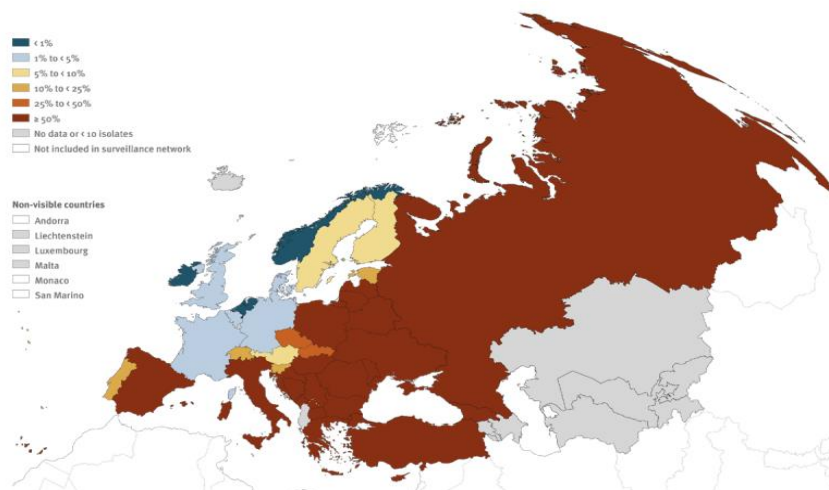 < 1%
1% to < 5%
5% to < 10%
10% to < 25%
25% to < 50%
≥ 50%
No data or < 10 isolates
Not included in surveillance network
Non-visible countries
Andorra
Liechtenstein
Luxembourg
Malta
Monaco
San Marino